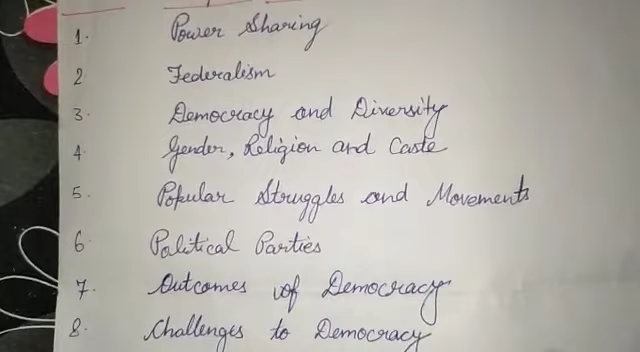 1. Power Sharing
2 Federalism
3. Democracy and Diversity
4. Gender, Religion and Caste
5. Popular Struggles and Movements
6. Political Parties
7. Outcomes of Democracy
8. Challenges to Democracy